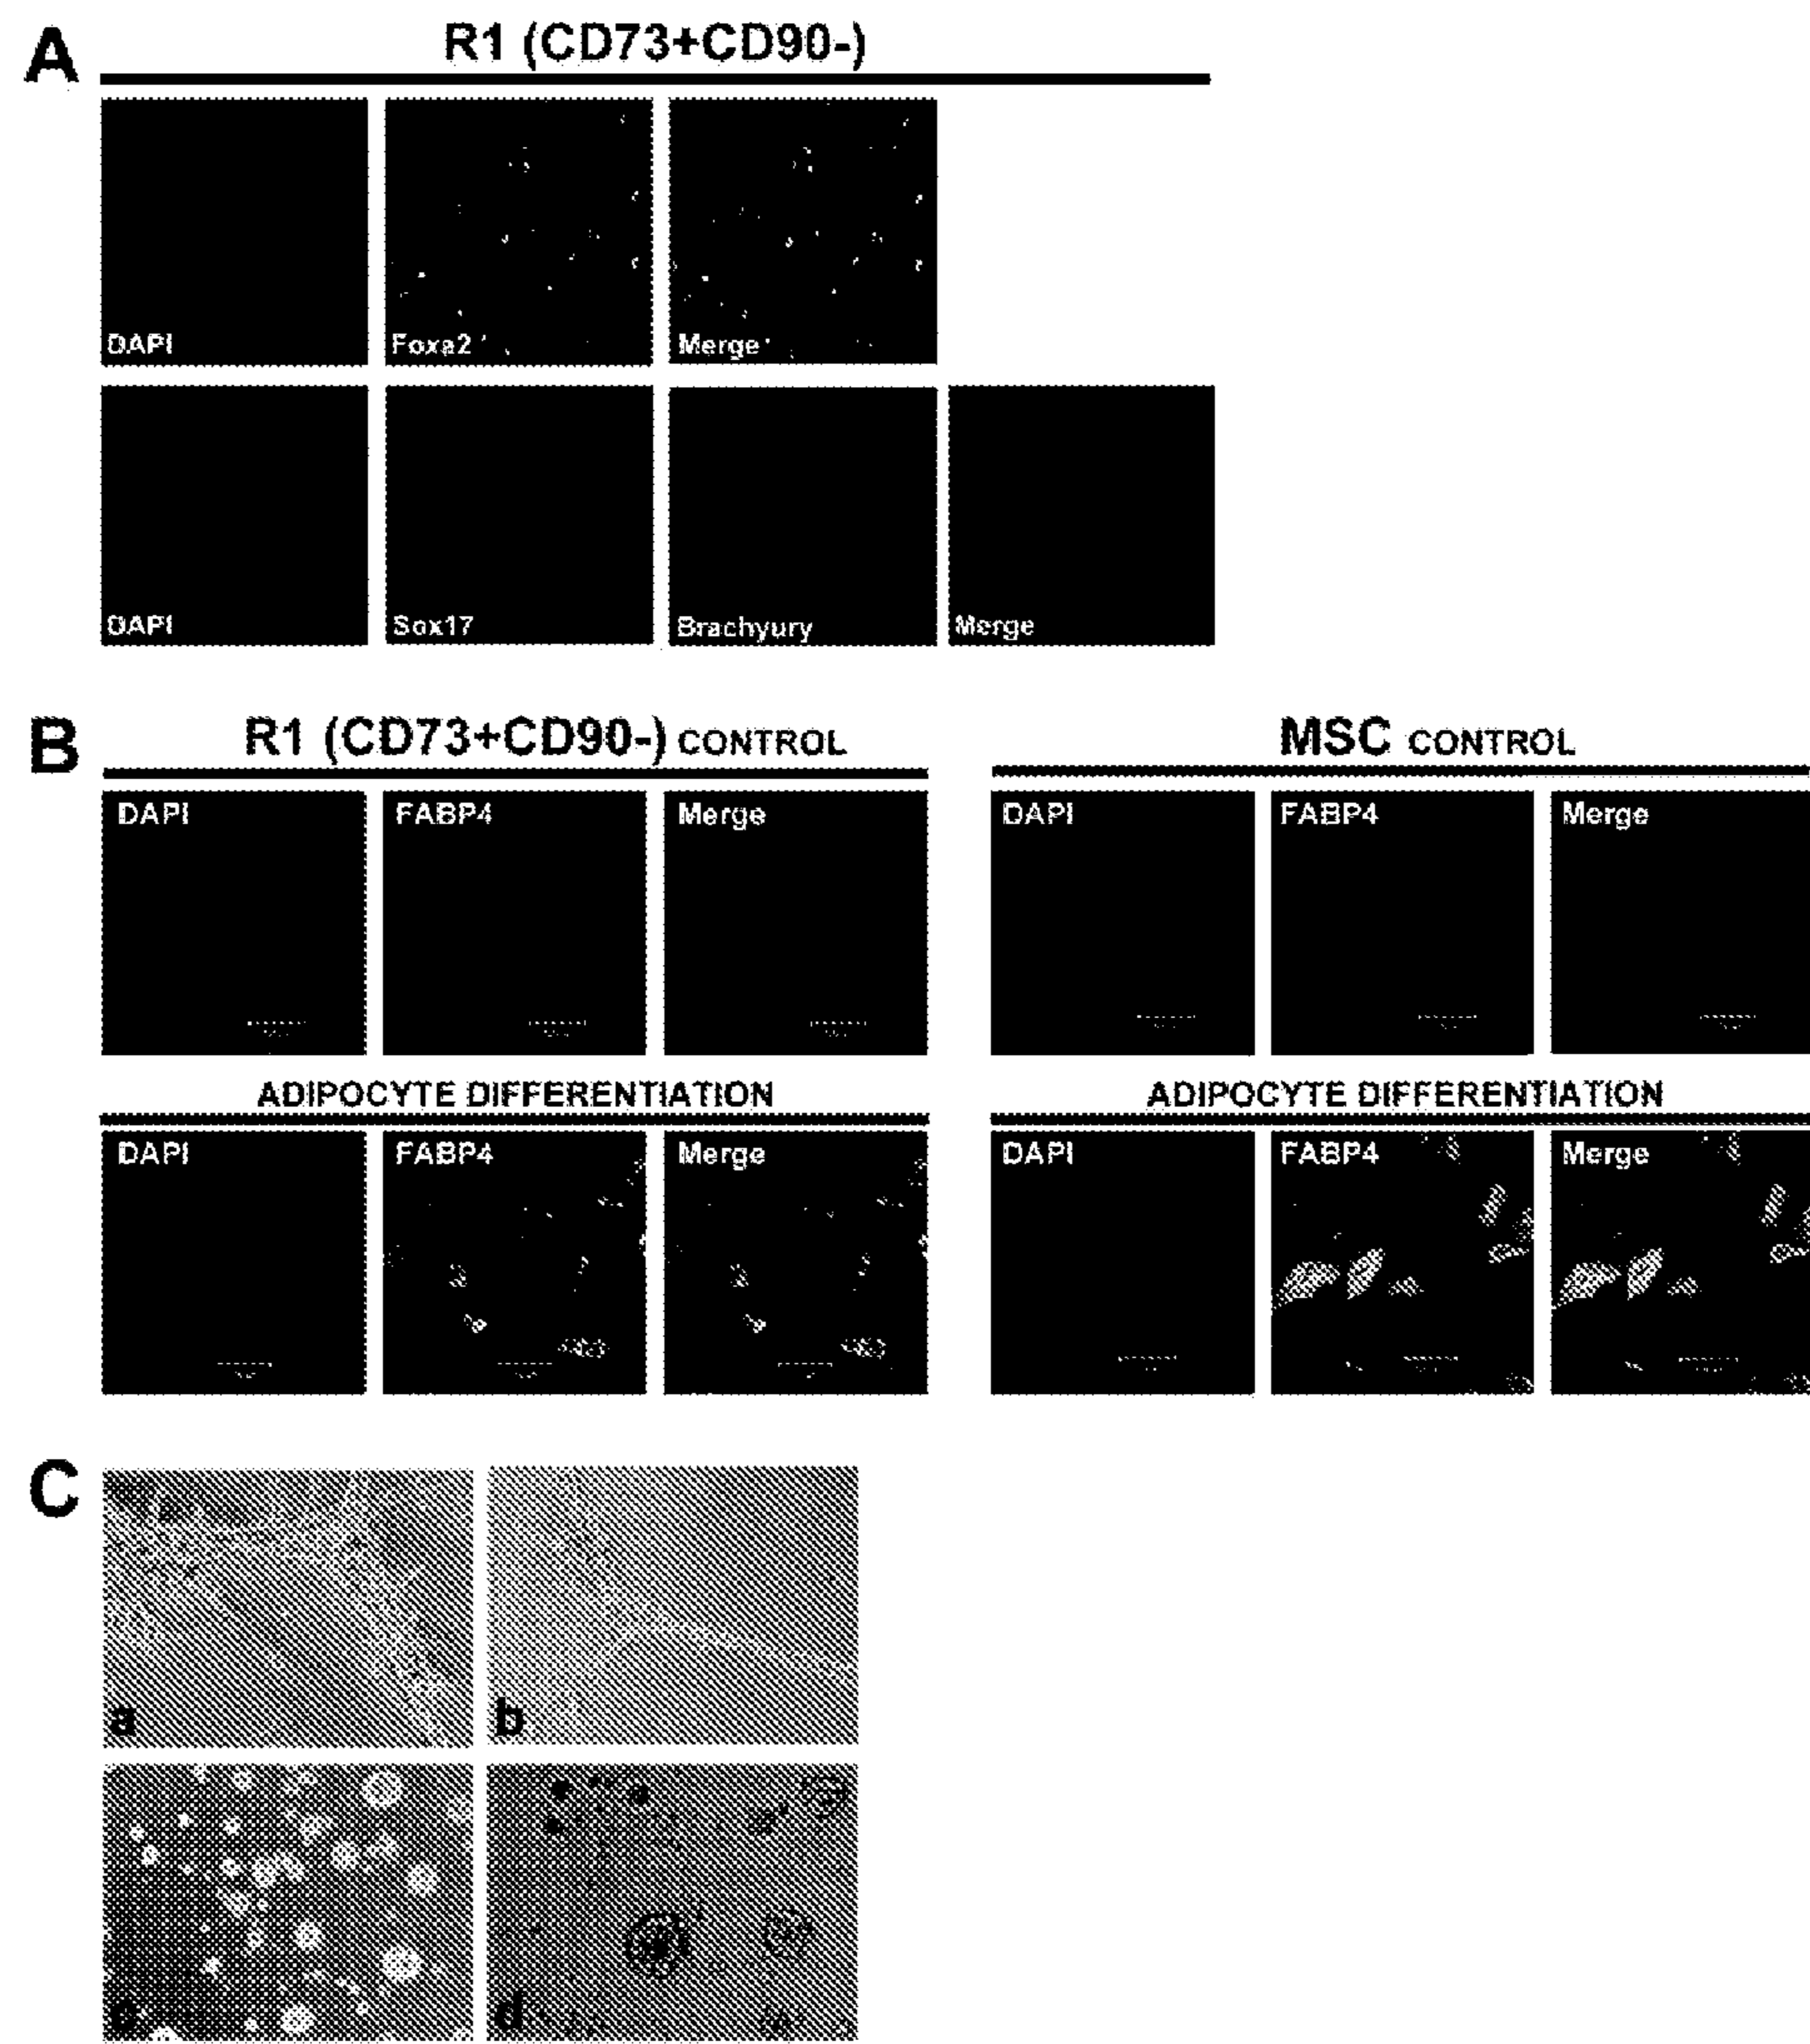 A
R1 (CD73+CD90-)
DAPI
Foxa2
Merge
DAPI
Sox17
Brachyury
Merge
B
R1 (CD73+CD90-) CONTROL
MSC CONTROL
DAPI
FABP4
Merge
DAPI
FABP4
Merge
ADIPOCYTE DIFFERENTIATION
ADIPOCYTE DIFFERENTIATION
DAPI
FABP4
Merge
DAPI
FABP4
Merge
C
a
b
c
d